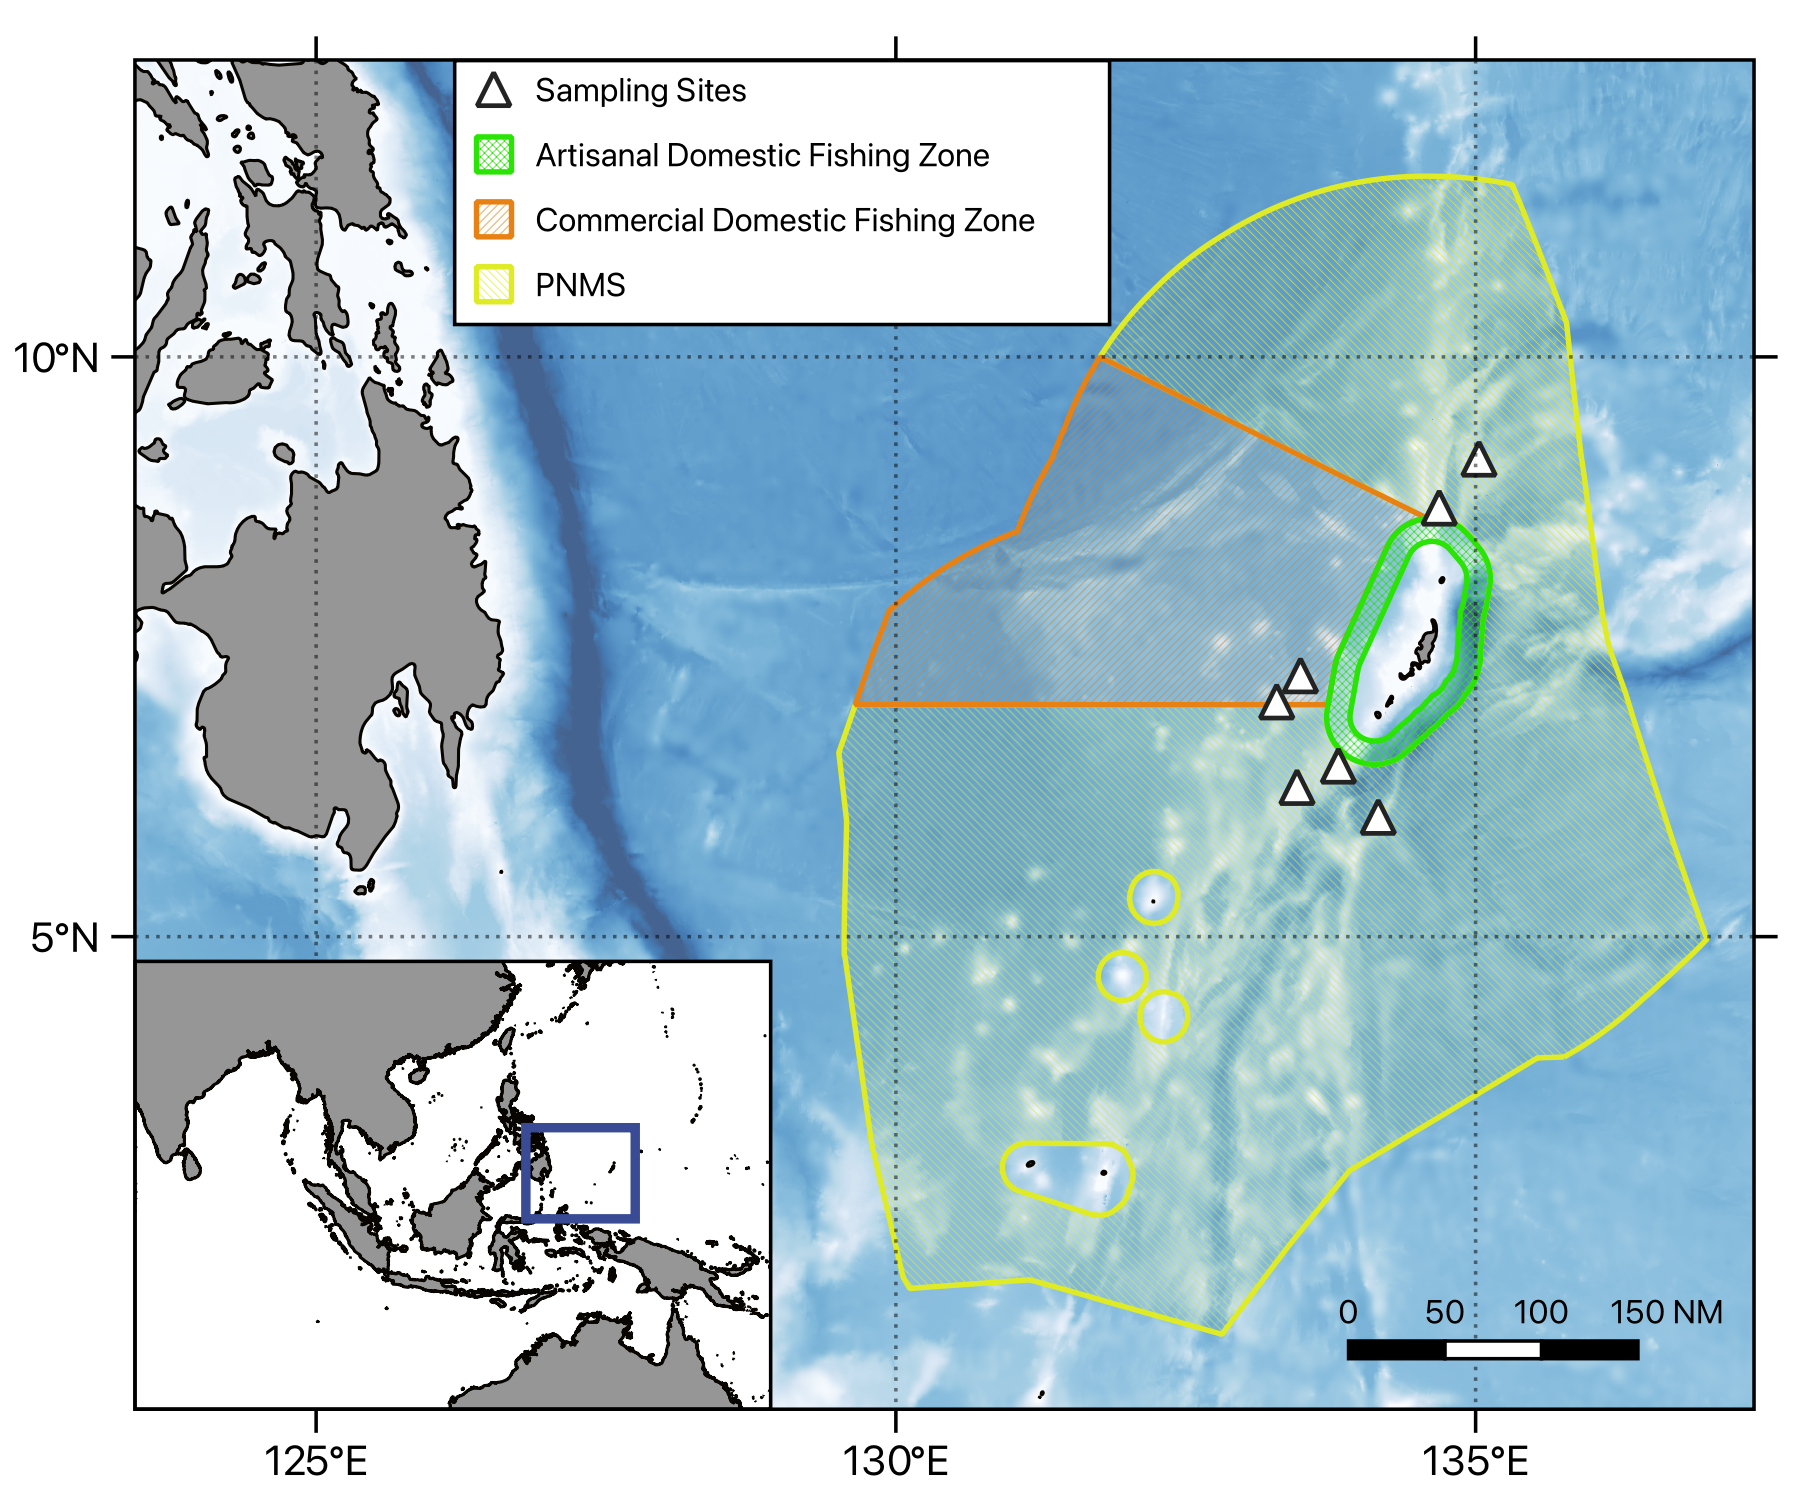 Sampling Sites
Artisanal Domestic Fishing Zone
Commercial Domestic Fishing Zone
PNMS
10°N
5°N
0 50 100 150 NM
125°E 130°E 135°E